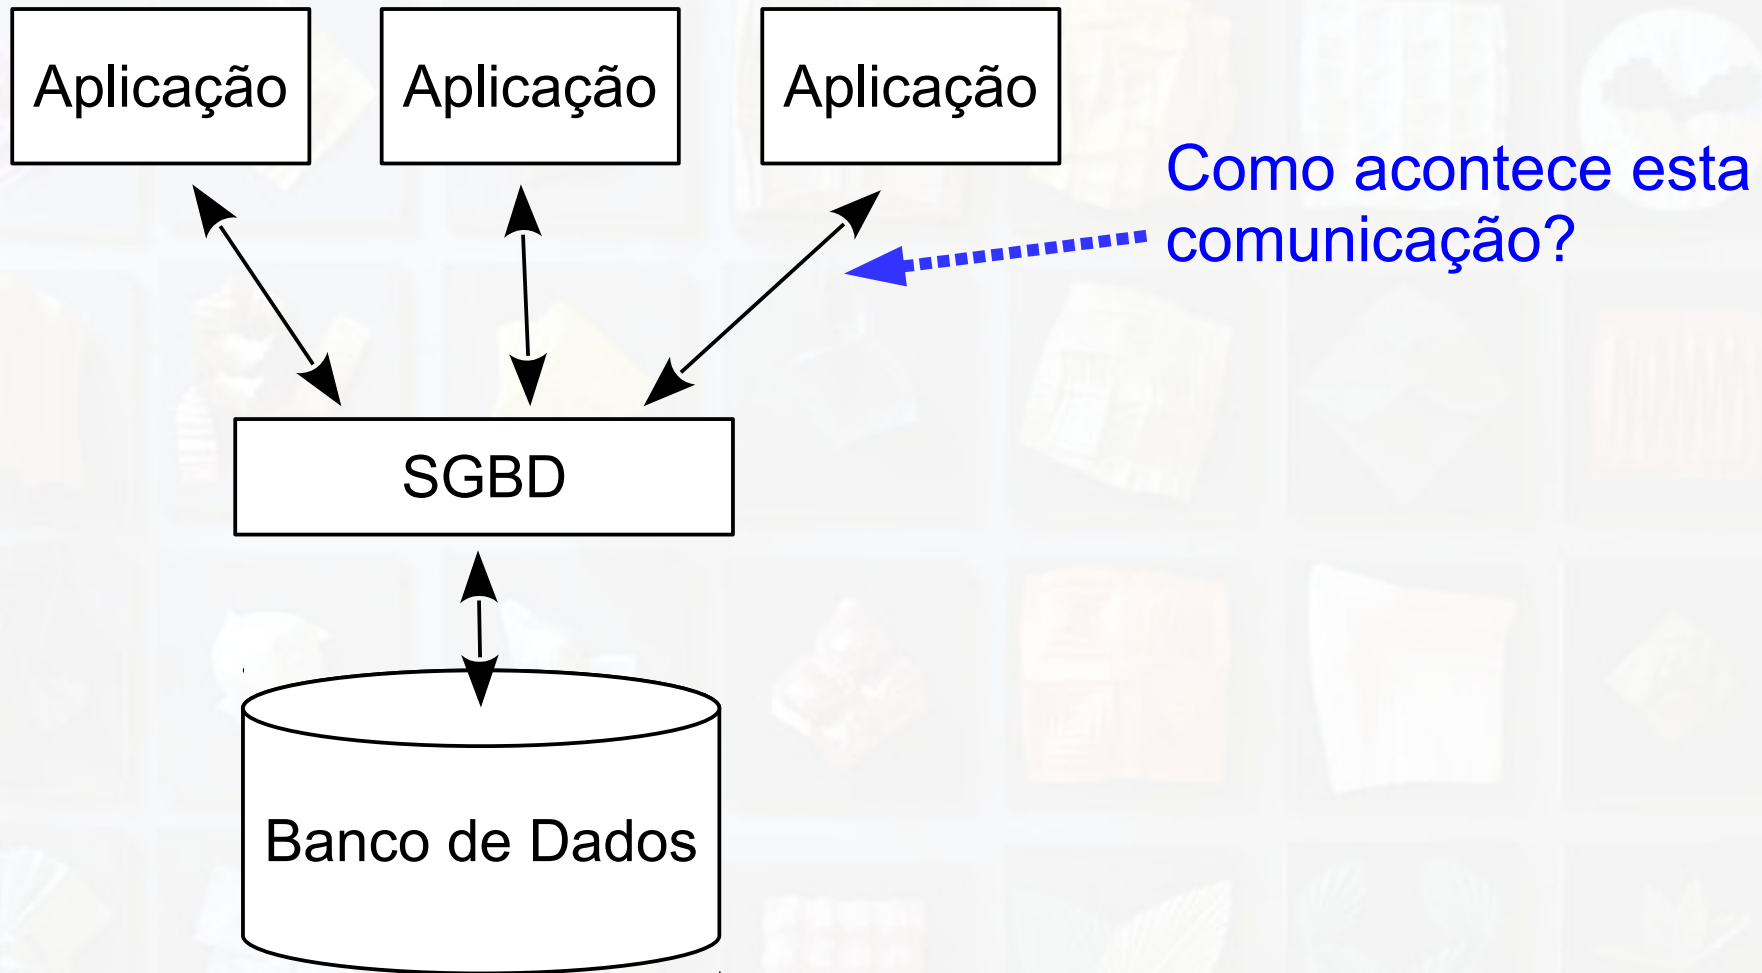 Aplicação
Aplicação
Aplicação
Como acontece esta
comunicação?
SGBD
Banco de Dados